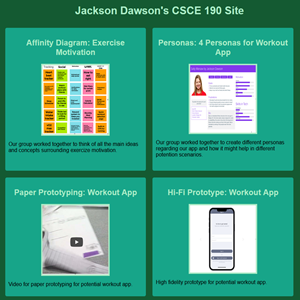 Jackson Dawson's CSCE 190 Site
Affinity Diagram: Exercise
Motivation
Our group worked together to think of all the main ideas
and concepts surrounding exercize motivation
Personas: 4 Personas for Workout
App
Our group worked together to create different personas
regarding our app and how it might help in different
potention scenarios.
Paper Prototyping: Workout App
Video for paper prototyping for potential workout app
Hi-Fi Prototype: Workout App
High fidelity prototype for potential workout app